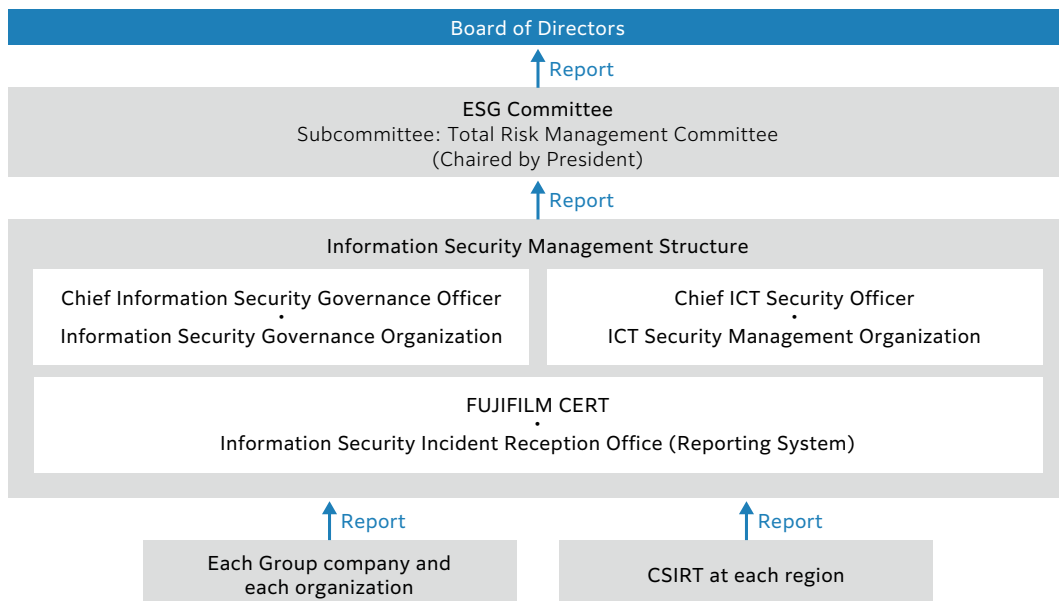 Board of Directors
Report
ESG Committee
Subcommittee: Total Risk Management Committee
(Chaired by President)
Report
Information Security Management Structure
Chief Information Security Governance Officer
•
Information Security Governance Organization
Chief ICT Security Officer
•
ICT Security Management Organization
FUJIFILM CERT
•
Information Security Incident Reception Office (Reporting System)
Report
Report
Each Group company and
each organization
CSIRT at each region